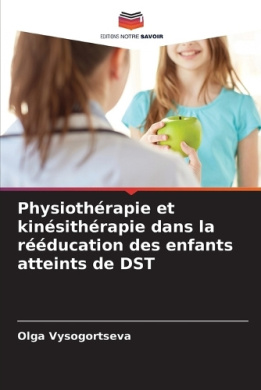 EDITIONS NOTRE SAVOIR
Physiothérapie et
kinésithérapie dans la
rééducation des enfants
atteints de DST
Olga Vysogortseva